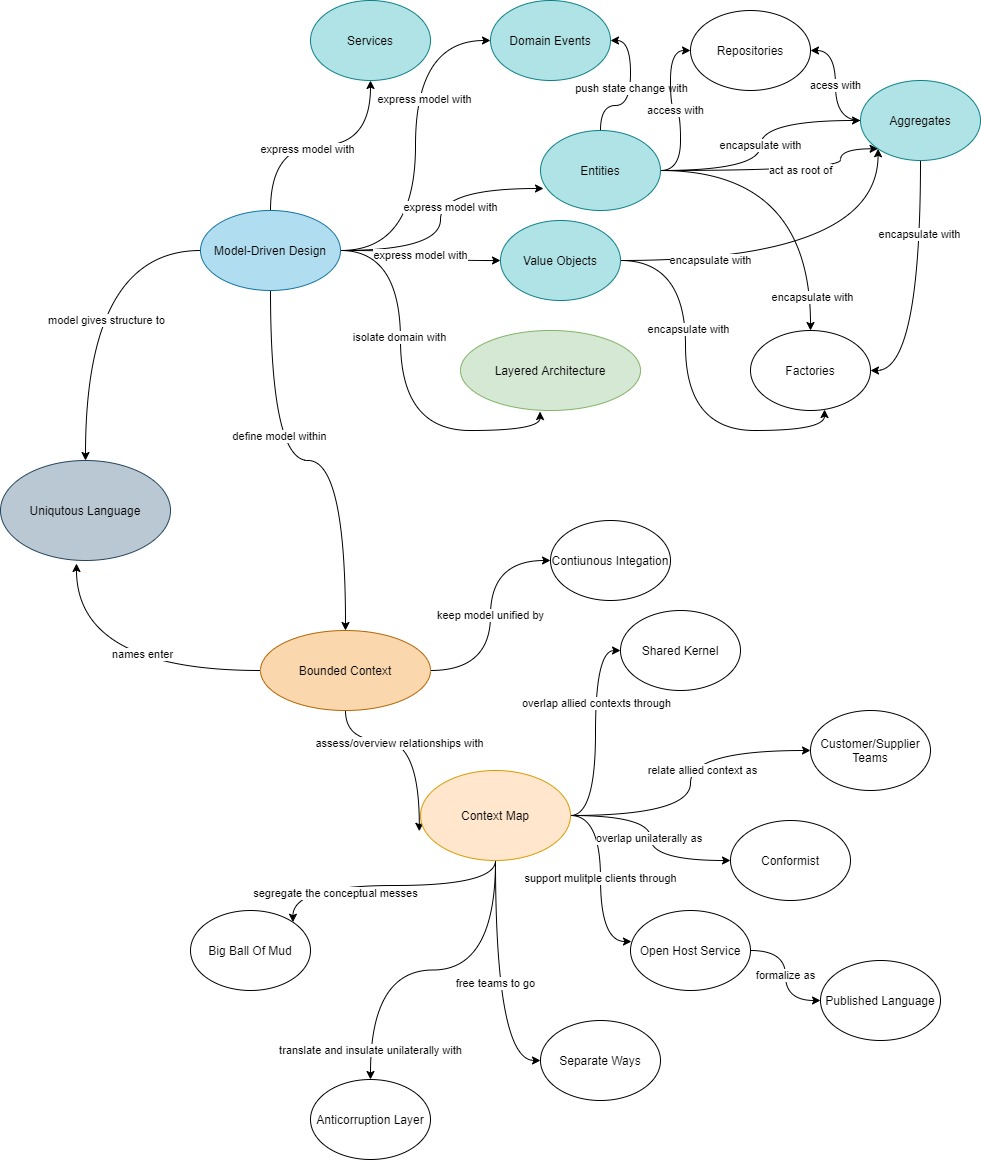 Services
Domain Events
Repositories
express model with
push state change with
acess with
access with
Aggregates
express model with
encapsulate with
Entities
act as root of
express model with
encapsulate with
Model-Driven Design
express model with
Value Objects
encapsulate with
encapsulate with
model gives structure to
isolate domain with
encapsulate with
Layered Architecture
Factories
define model within
Uniqutous Language
Contiunous Integation
keep model unified by
names enter
Bounded Context
Shared Kernel
overlap allied contexts through
assess/overview relationships with
Customer/Supplier
Teams
relate allied context as
Context Map
overlap unilaterally as
Conformist
support mulitple clients through
segregate the conceptual messes
Big Ball Of Mud
Open Host Service
free teams to go
formalize as
Published Language
translate and insulate unilaterally with
Separate Ways
Anticorruption Layer